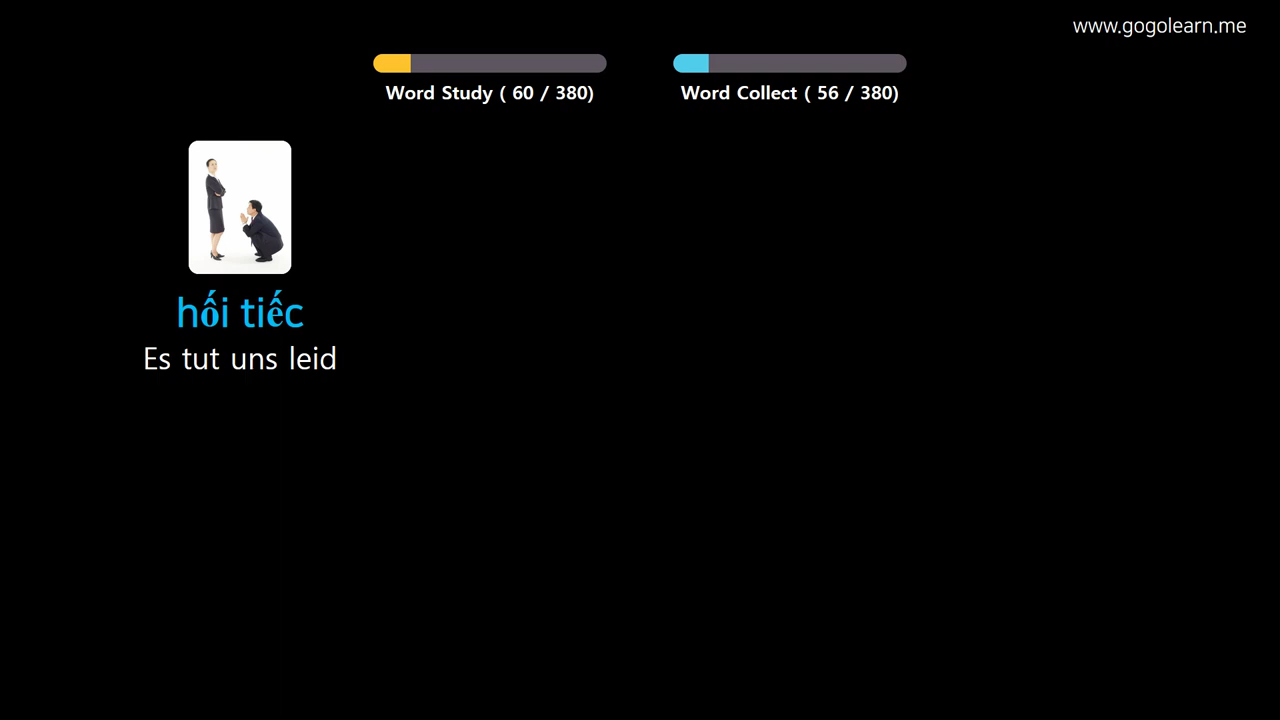 www.gogolearn.me
Word Study ( 60 / 380)
Word Collect ( 56 / 380)
hối tiếc
Es tut uns leid